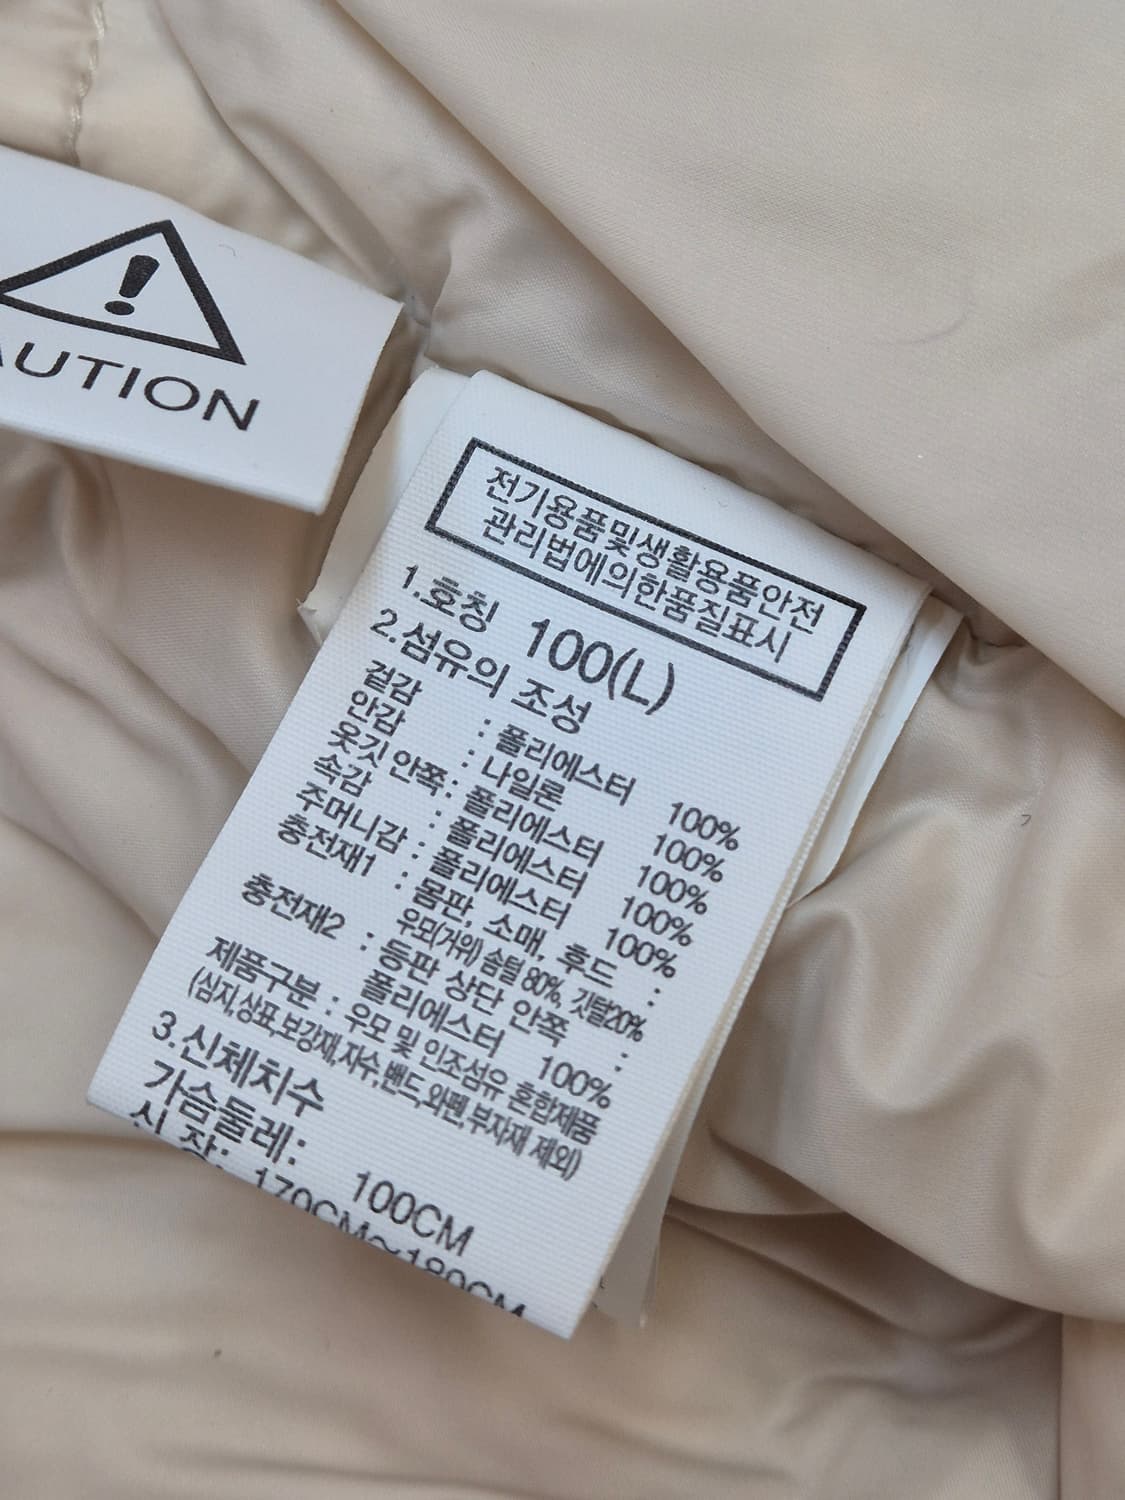 AUTION
전기용품및생활용품안전
관리법에의한품질표시
1.호칭 100(L)
2.섬유의 조성
겉감 : 폴리에스터 100%
안감 : 나일론 100%
옷깃 안쪽: 폴리에스터 100%
속감 : 폴리에스터 100%
주머니감 : 폴리에스터 100%
충전재1 : 몸판, 소매, 후드 :
우모(거위) 솜털 80%, 깃털20%
충전재2 : 등판 상단 안쪽 :
폴리에스터 100%
제품구분 : 우모 및 인조섬유 혼합제품
(심지,상표,보강재,자수,밴드,와펜,부자재 제외)
3.신체치수
가슴둘레: 100CM
신 장: 170CM~180CM